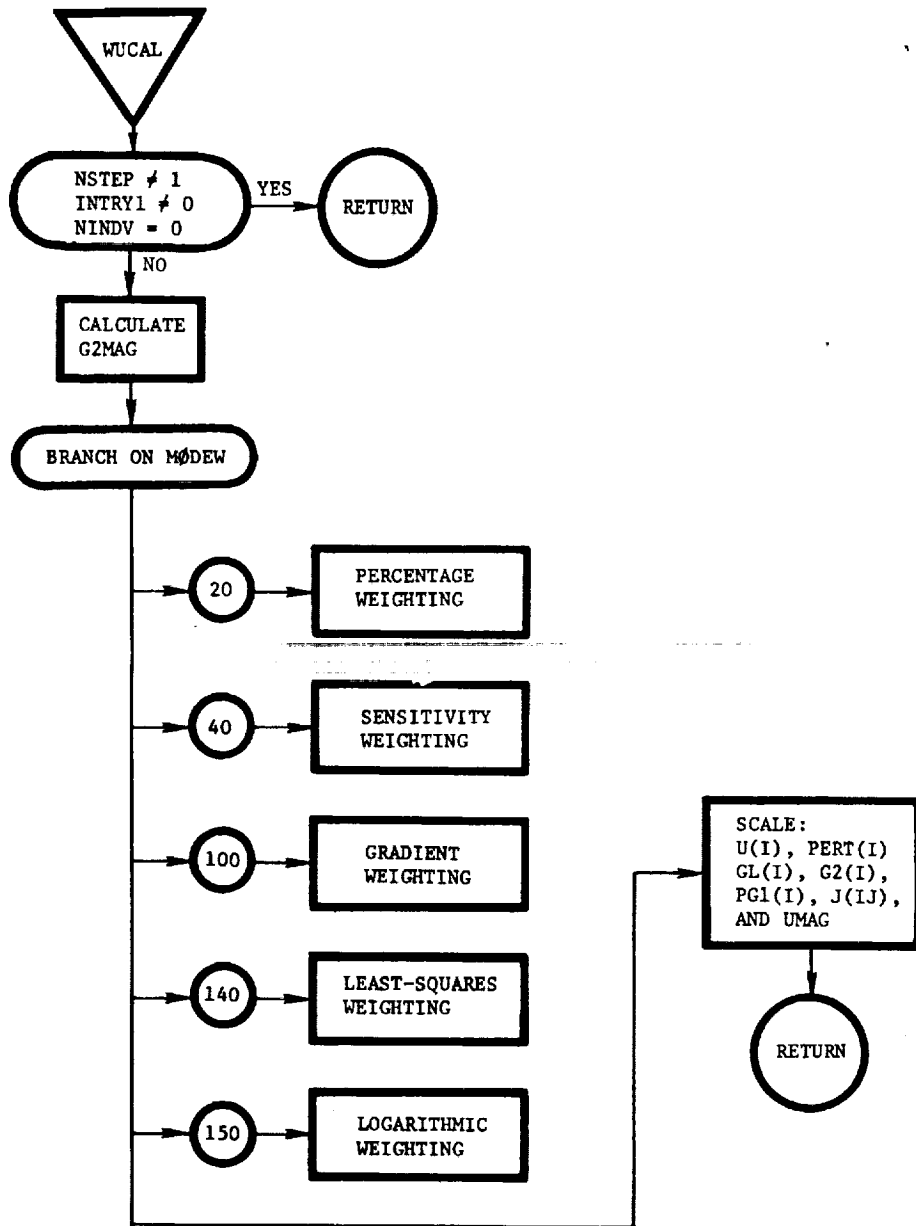 WUCAL
NSTEP ≠ 1
INTRY1 ≠ 0
NINDV = 0
YES
RETURN
NO
CALCULATE
G2MAG
BRANCH ON MØDEW
20
PERCENTAGE
WEIGHTING
40
SENSITIVITY
WEIGHTING
100
GRADIENT
WEIGHTING
140
LEAST-SQUARES
WEIGHTING
150
LOGARITHMIC
WEIGHTING
SCALE:
U(I), PERT(I)
GL(I), G2(I),
PG1(I), J(IJ),
AND UMAG
RETURN